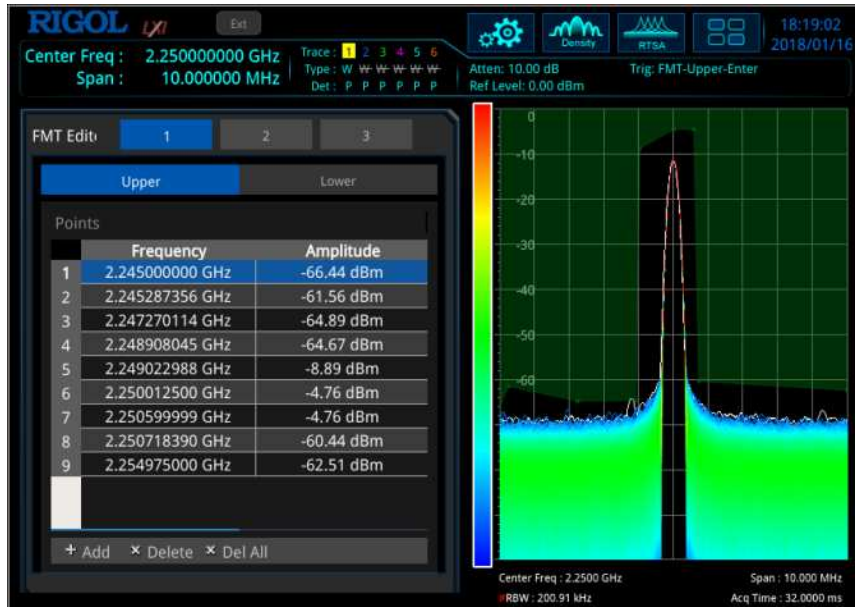 RIGOL LXI Ext
Density RTSA 18:19:02
2018/01/16
Center Freq : 2.250000000 GHz
Span : 10.000000 MHz
Trace : 1 2 3 4 5 6
Type : W W W W W W
Det : P P P P P P
Atten: 10.00 dB Trig: FMT-Upper-Enter
Ref Level: 0.00 dBm
FMT Edit 1 2 3
Upper Lower
Points
Frequency Amplitude
1 2.245000000 GHz -66.44 dBm
2 2.245287356 GHz -61.56 dBm
3 2.247270114 GHz -64.89 dBm
4 2.248908045 GHz -64.67 dBm
5 2.249022988 GHz -8.89 dBm
6 2.250012500 GHz -4.76 dBm
7 2.250599999 GHz -4.76 dBm
8 2.250718390 GHz -60.44 dBm
9 2.254975000 GHz -62.51 dBm
+ Add × Delete × Del All
0
-10
-20
-30
-40
-50
-60
Center Freq : 2.2500 GHz Span : 10.000 MHz
#RBW : 200.91 kHz Acq Time : 32.0000 ms